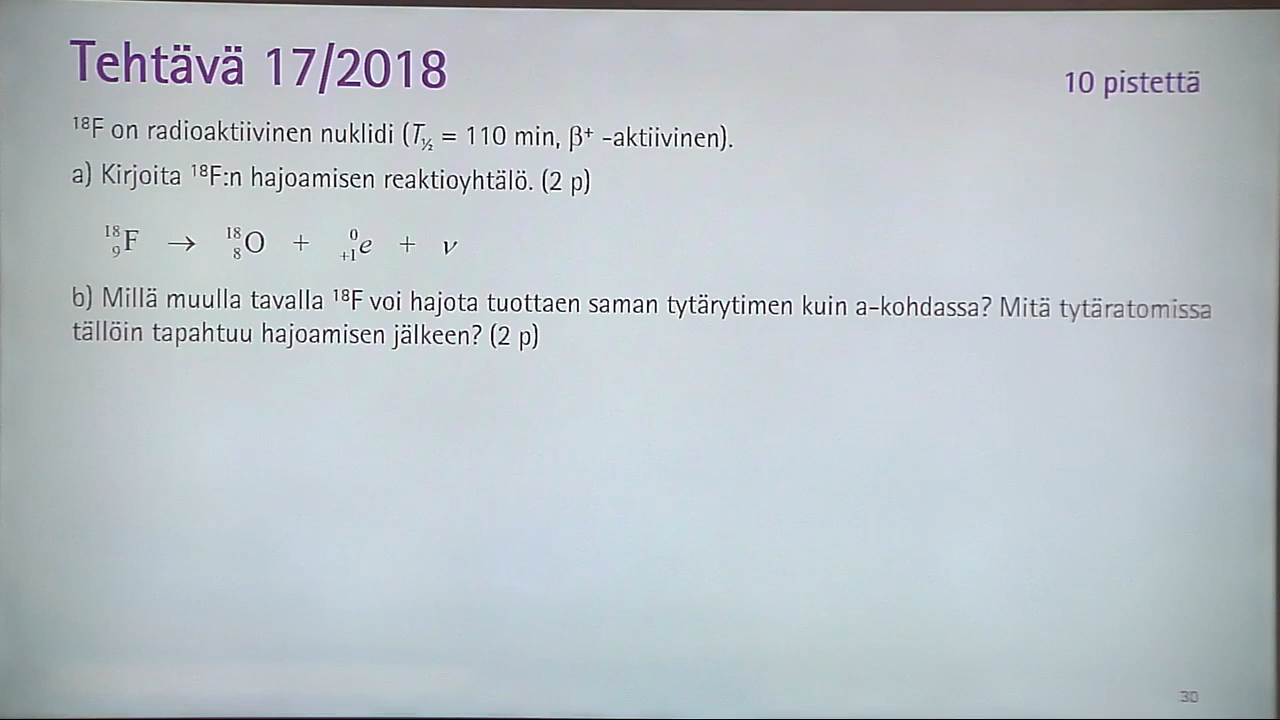 Tehtävä 17/2018
10 pistettä
¹⁸F on radioaktiivinen nuklidi (T½ = 110 min, β⁺ -aktiivinen).
a) Kirjoita ¹⁸F:n hajoamisen reaktioyhtälö. (2 p)
¹⁸₉F → ¹⁸₈O + ⁰₊₁e + ν
b) Millä muulla tavalla ¹⁸F voi hajota tuottaen saman tytärytimen kuin a-kohdassa? Mitä tytäratomissa
tällöin tapahtuu hajoamisen jälkeen? (2 p)
30